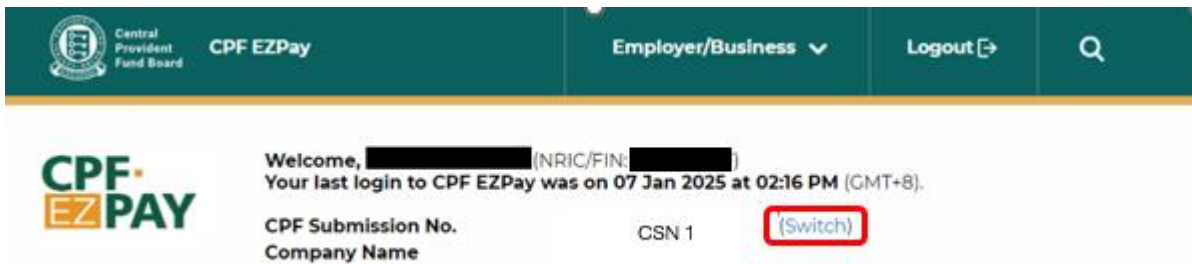 Central
Provident
Fund Board
CPF EZPay
Employer/Business
Logout
CPF
EZPAY
Welcome, (NRIC/FIN: )
Your last login to CPF EZPay was on 07 Jan 2025 at 02:16 PM (GMT+8).
CPF Submission No. CSN 1 (Switch)
Company Name